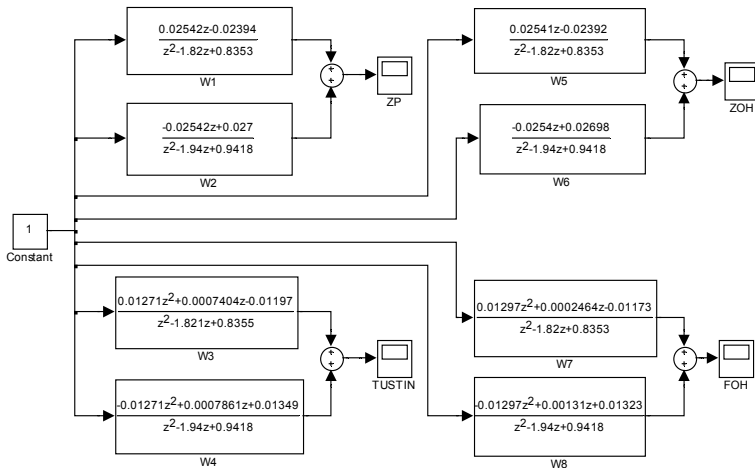 0.02542z-0.02394
z2-1.82z+0.8353
W1
ZP
-0.02542z+0.027
z2-1.94z+0.9418
W2
0.02541z-0.02392
z2-1.82z+0.8353
W5
ZOH
-0.0254z+0.02698
z2-1.94z+0.9418
W6
1
Constant
0.01271z2+0.0007404z-0.01197
z2-1.821z+0.8355
W3
TUSTIN
-0.01271z2+0.0007861z+0.01349
z2-1.94z+0.9418
W4
0.01297z2+0.0002464z-0.01173
z2-1.82z+0.8353
W7
FOH
-0.01297z2+0.00131z+0.01323
z2-1.94z+0.9418
W8